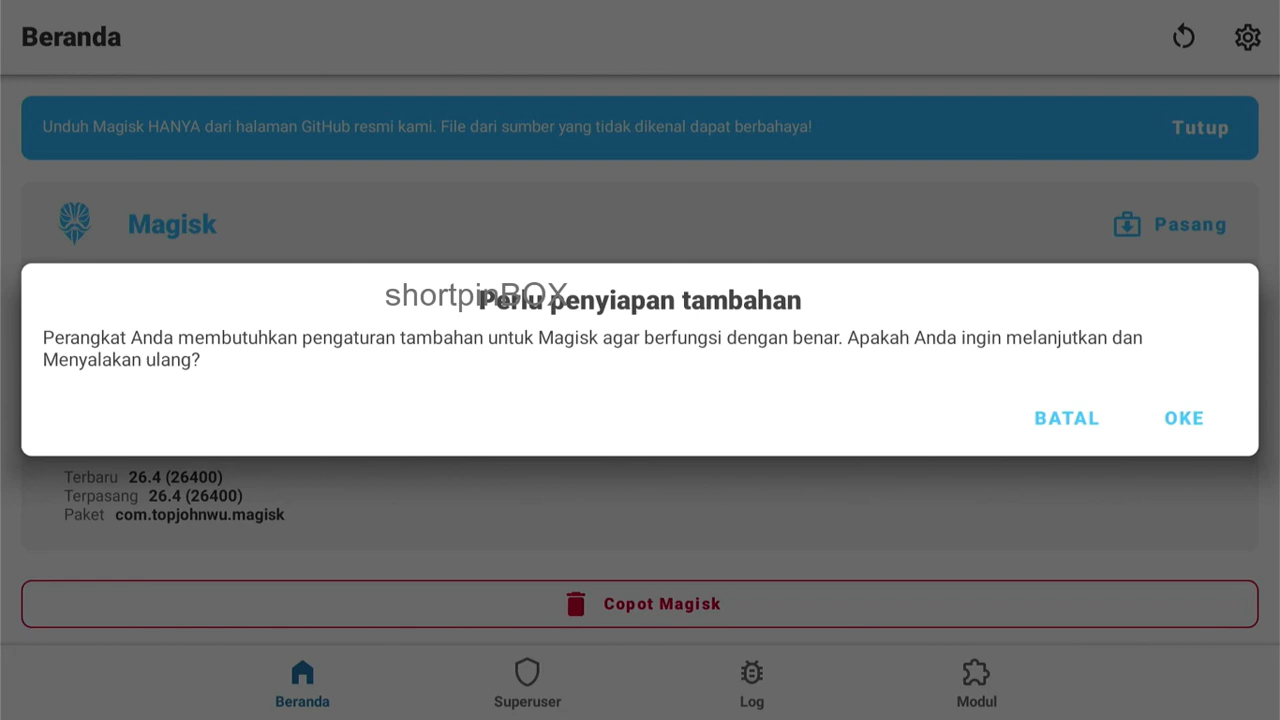 Beranda
Unduh Magisk HANYA dari halaman GitHub resmi kami. File dari sumber yang tidak dikenal dapat berbahaya!
Tutup
Magisk
Pasang
shortpinBOX
Perlu penyiapan tambahan
Perangkat Anda membutuhkan pengaturan tambahan untuk Magisk agar berfungsi dengan benar. Apakah Anda ingin melanjutkan dan
Menyalakan ulang?
BATAL
OKE
Terbaru 26.4 (26400)
Terpasang 26.4 (26400)
Paket com.topjohnwu.magisk
Copot Magisk
Beranda
Superuser
Log
Modul